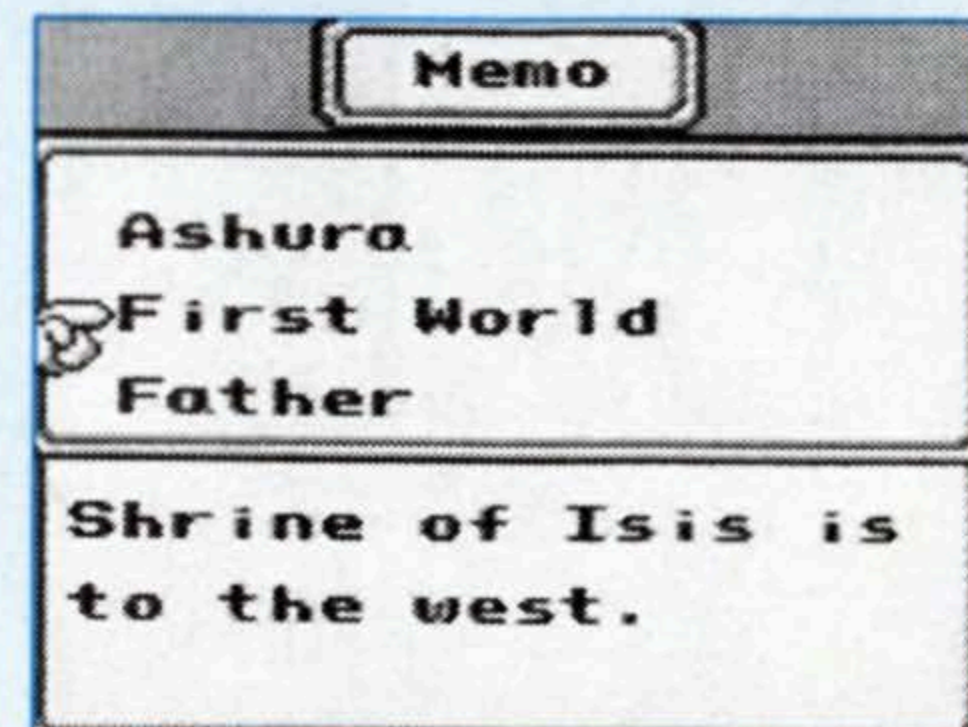 Memo
Ashura
First World
Father
Shrine of Isis is
to the west.